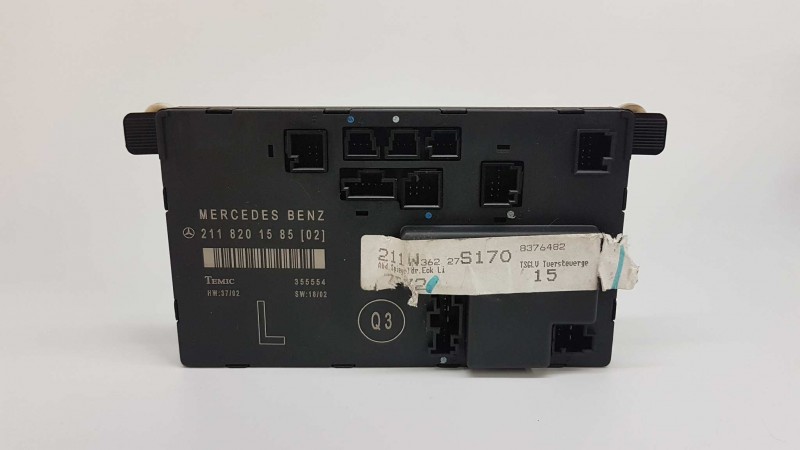 MERCEDES BENZ
211 820 15 85 [02]
TEMIC 355554
HW:37/02 SW:18/02
L
Q3
211W 362 27 S170
8376482
TSGLV Tuersteuerge
15